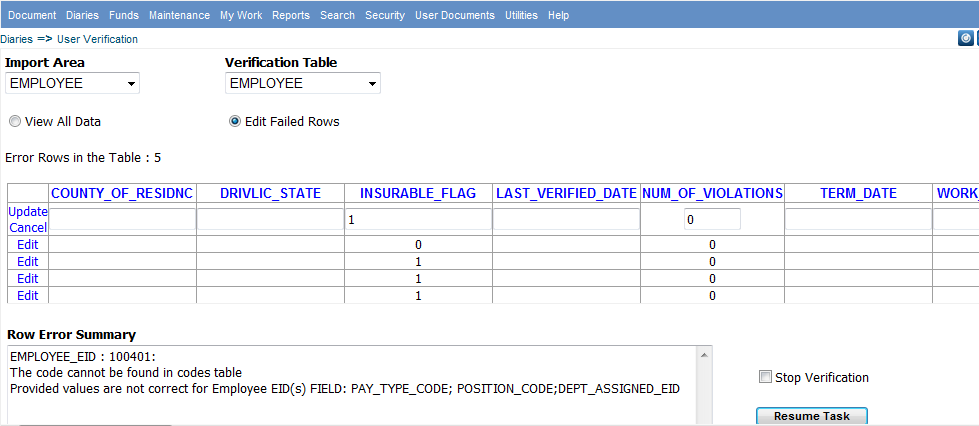 Document Diaries Funds Maintenance My Work Reports Search Security User Documents Utilities Help
Diaries => User Verification
Import Area Verification Table
EMPLOYEE EMPLOYEE
View All Data Edit Failed Rows
Error Rows in the Table : 5
COUNTY_OF_RESIDNC DRIVLIC_STATE INSURABLE_FLAG LAST_VERIFIED_DATE NUM_OF_VIOLATIONS TERM_DATE WORK_
Update
Cancel 1 0
Edit 0 0
Edit 1 0
Edit 1 0
Edit 1 0
Row Error Summary
EMPLOYEE_EID : 100401:
The code cannot be found in codes table
Provided values are not correct for Employee EID(s) FIELD: PAY_TYPE_CODE; POSITION_CODE;DEPT_ASSIGNED_EID
Stop Verification
Resume Task